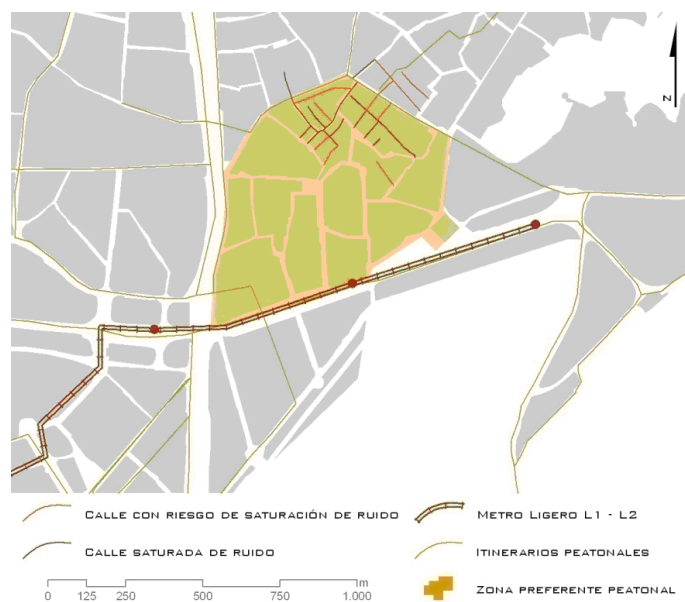 N
CALLE CON RIESGO DE SATURACIÓN DE RUIDO
METRO LIGERO L1 - L2
CALLE SATURADA DE RUIDO
ITINERARIOS PEATONALES
ZONA PREFERENTE PEATONAL
0 125 250 500 750 1.000 m